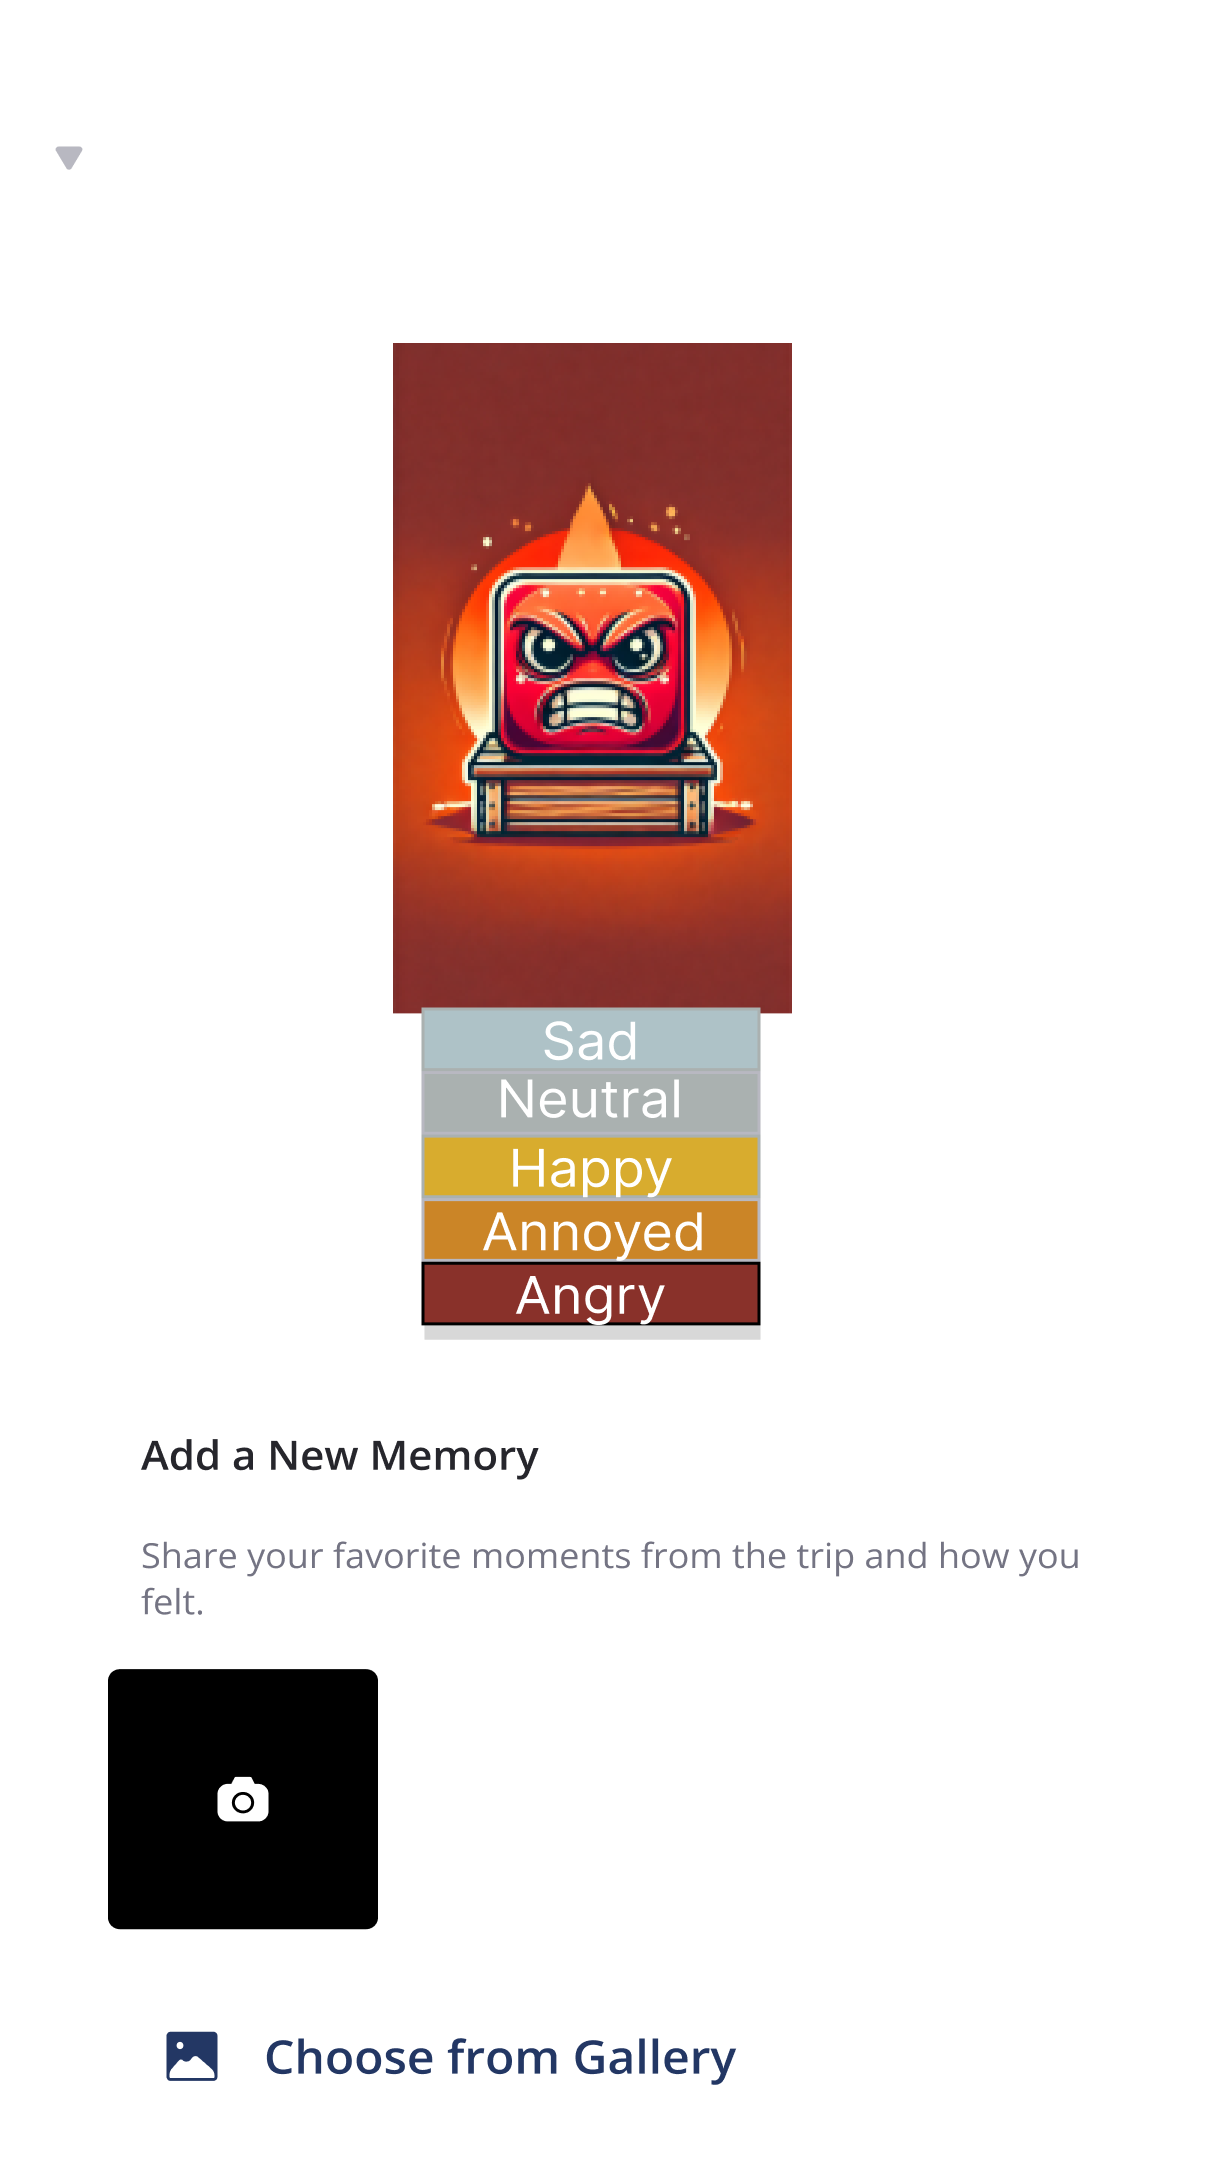 Sad
Neutral
Happy
Annoyed
Angry
Add a New Memory
Share your favorite moments from the trip and how you
felt.
Choose from Gallery